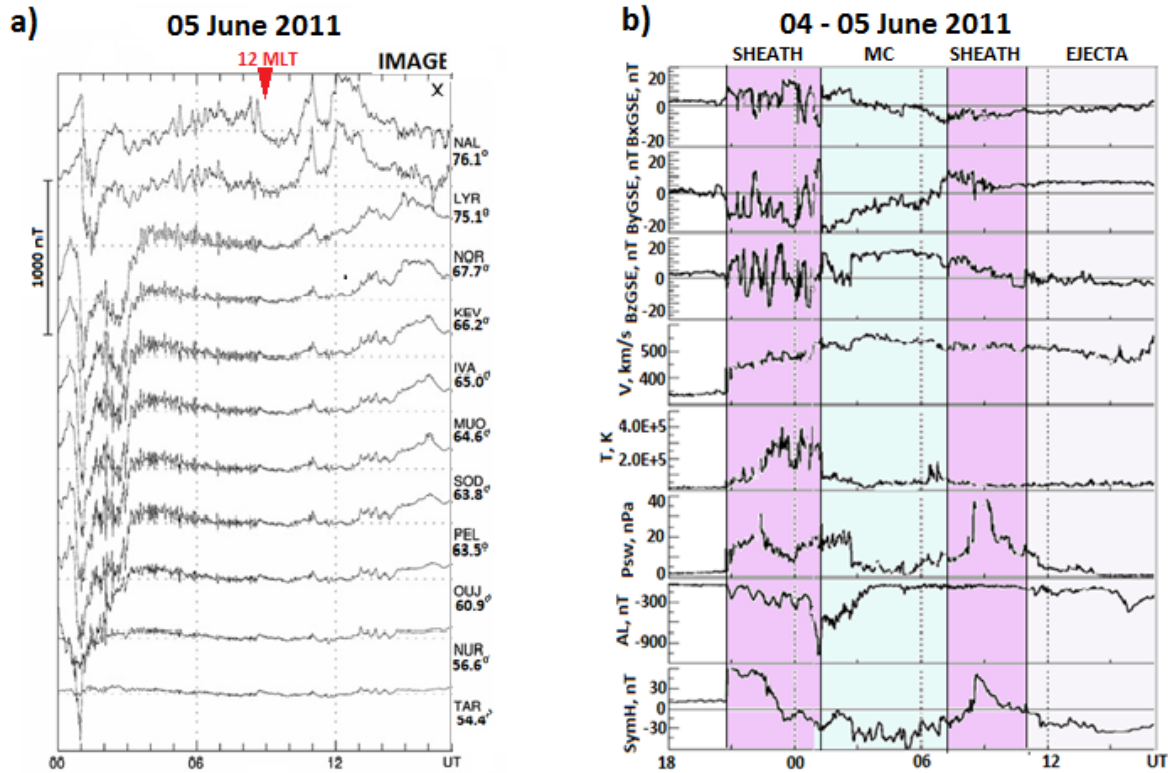 a)
05 June 2011
12 MLT
IMAGE
X
NAL
76.1°
LYR
75.1°
NOR
67.7°
KEV
66.2°
IVA
65.0°
MUO
64.6°
SOD
63.8°
PEL
63.5°
OUJ
60.9°
NUR
56.6°
TAR
54.4°
1000 nT
00
06
12
UT
b)
04 - 05 June 2011
SHEATH
MC
SHEATH
EJECTA
BxGSE, nT
20
0
-20
ByGSE, nT
20
0
-20
BzGSE, nT
20
0
-20
V, km/s
500
400
T, K
4.0E+5
2.0E+5
Psw, nPa
40
20
0
AL, nT
-300
-900
SymH, nT
30
0
-30
18
00
06
12
UT